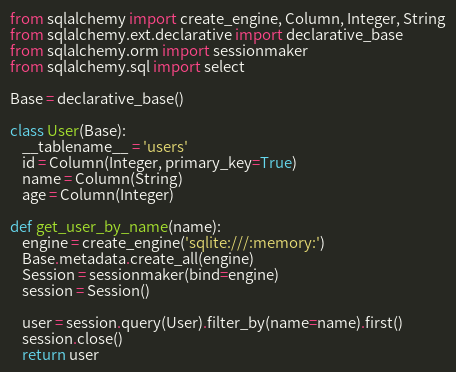 from sqlalchemy import create_engine, Column, Integer, String
from sqlalchemy.ext.declarative import declarative_base
from sqlalchemy.orm import sessionmaker
from sqlalchemy.sql import select

Base = declarative_base()

class User(Base):
    __tablename__ = 'users'
    id = Column(Integer, primary_key=True)
    name = Column(String)
    age = Column(Integer)

def get_user_by_name(name):
    engine = create_engine('sqlite:///:memory:')
    Base.metadata.create_all(engine)
    Session = sessionmaker(bind=engine)
    session = Session()

    user = session.query(User).filter_by(name=name).first()
    session.close()
    return user